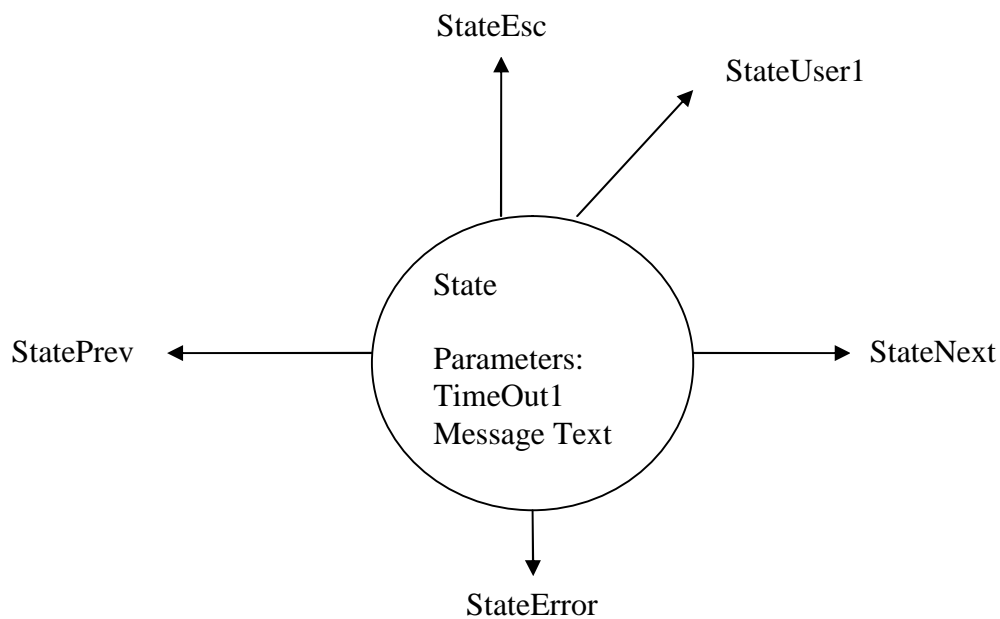 StateEsc
StateUser1
State
Parameters:
TimeOut1
Message Text
StatePrev
StateNext
StateError